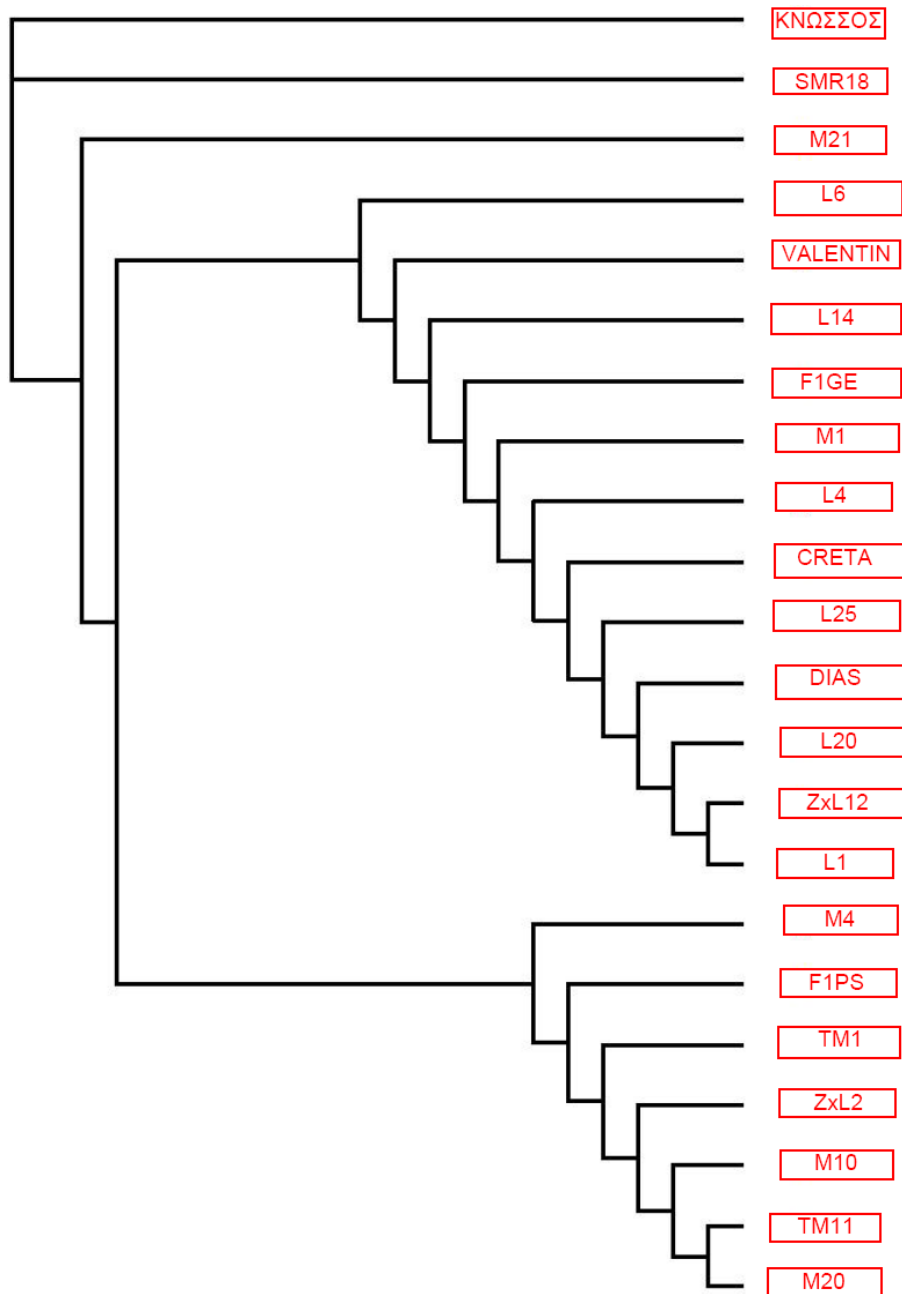 ΚΝΩΣΣΟΣ
SMR18
M21
L6
VALENTIN
L14
F1GE
M1
L4
CRETA
L25
DIAS
L20
ZxL12
L1
M4
F1PS
TM1
ZxL2
M10
TM11
M20